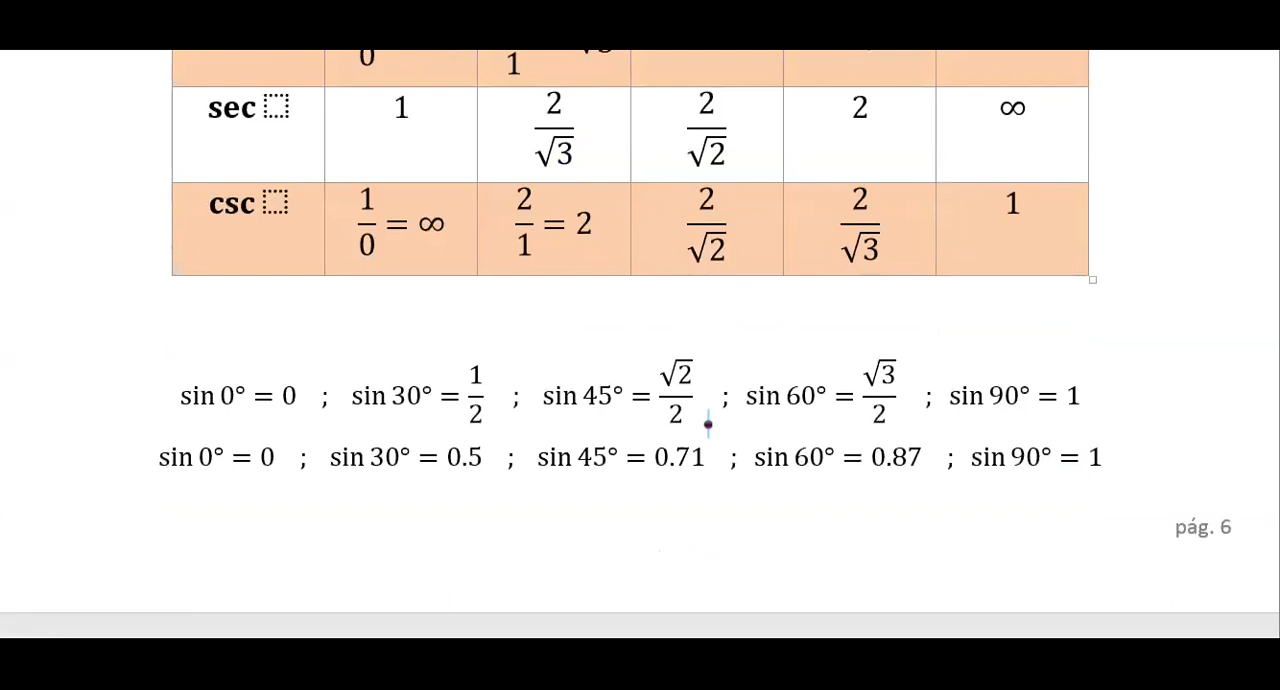 0 1
sec 1 2/√3 2/√2 2 ∞
csc 1/0 = ∞ 2/1 = 2 2/√2 2/√3 1
sin 0° = 0 ; sin 30° = 1/2 ; sin 45° = √2/2 ; sin 60° = √3/2 ; sin 90° = 1
sin 0° = 0 ; sin 30° = 0.5 ; sin 45° = 0.71 ; sin 60° = 0.87 ; sin 90° = 1
pág. 6